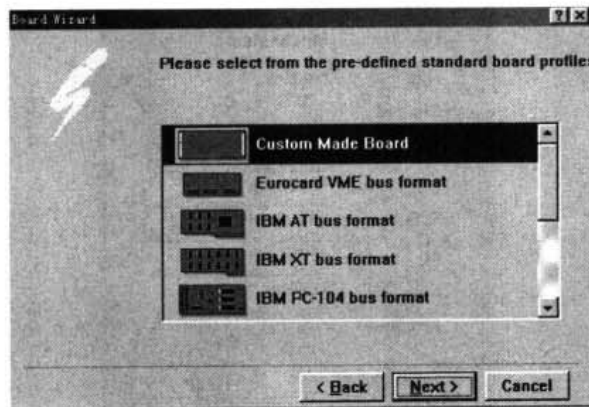 Board Wizard
Please select from the pre-defined standard board profile
Custom Made Board
Eurocard VME bus format
IBM AT bus format
IBM XT bus format
IBM PC-104 bus format
< Back
Next >
Cancel